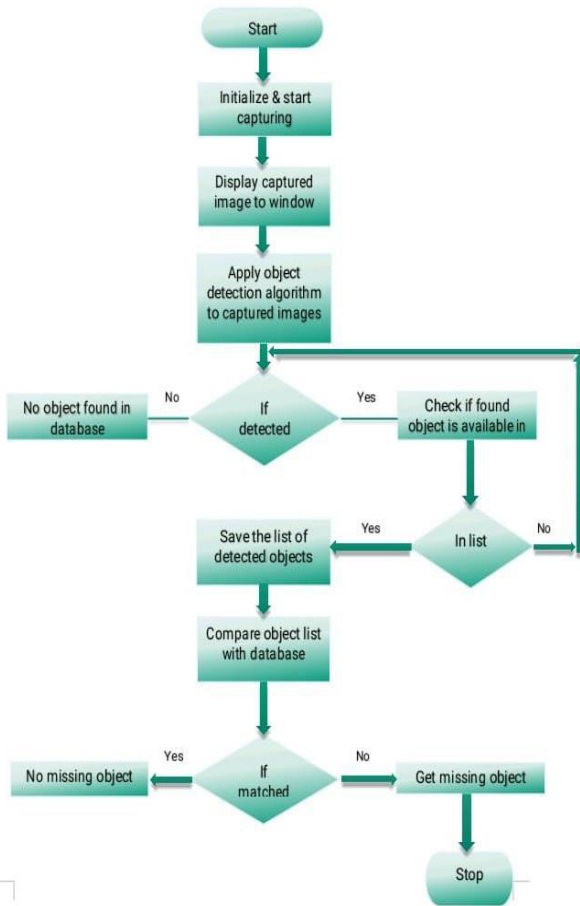 Start
Initialize & start
capturing
Display captured
image to window
Apply object
detection algorithm
to captured images
No
Yes
No object found in
database
If
detected
Check if found
object is available in
Save the list of
detected objects
Yes
In list
No
Compare object list
with database
Yes
No
No missing object
If
matched
Get missing object
Stop